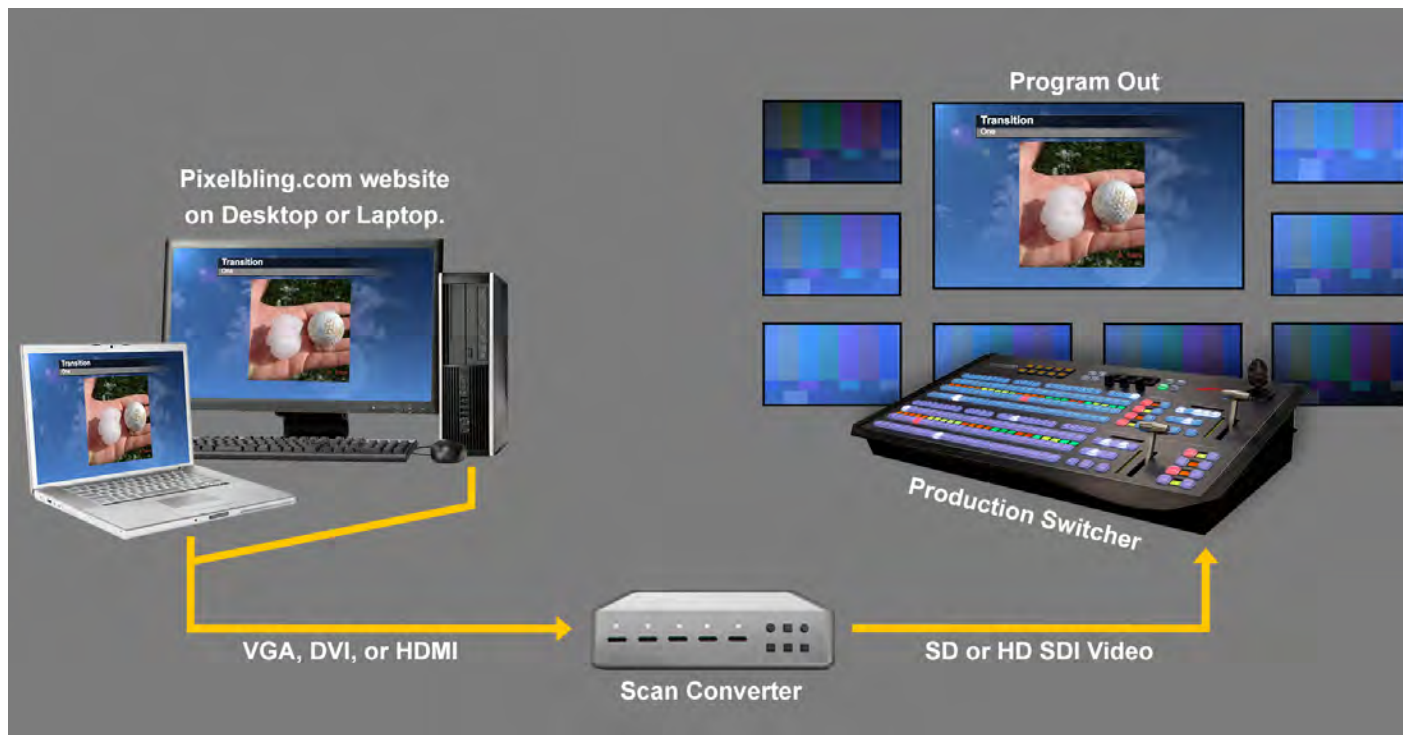 Program Out
Transition
One
Pixelbling.com website
on Desktop or Laptop.
Transition
One
Transition
One
Production Switcher
VGA, DVI, or HDMI
SD or HD SDI Video
Scan Converter